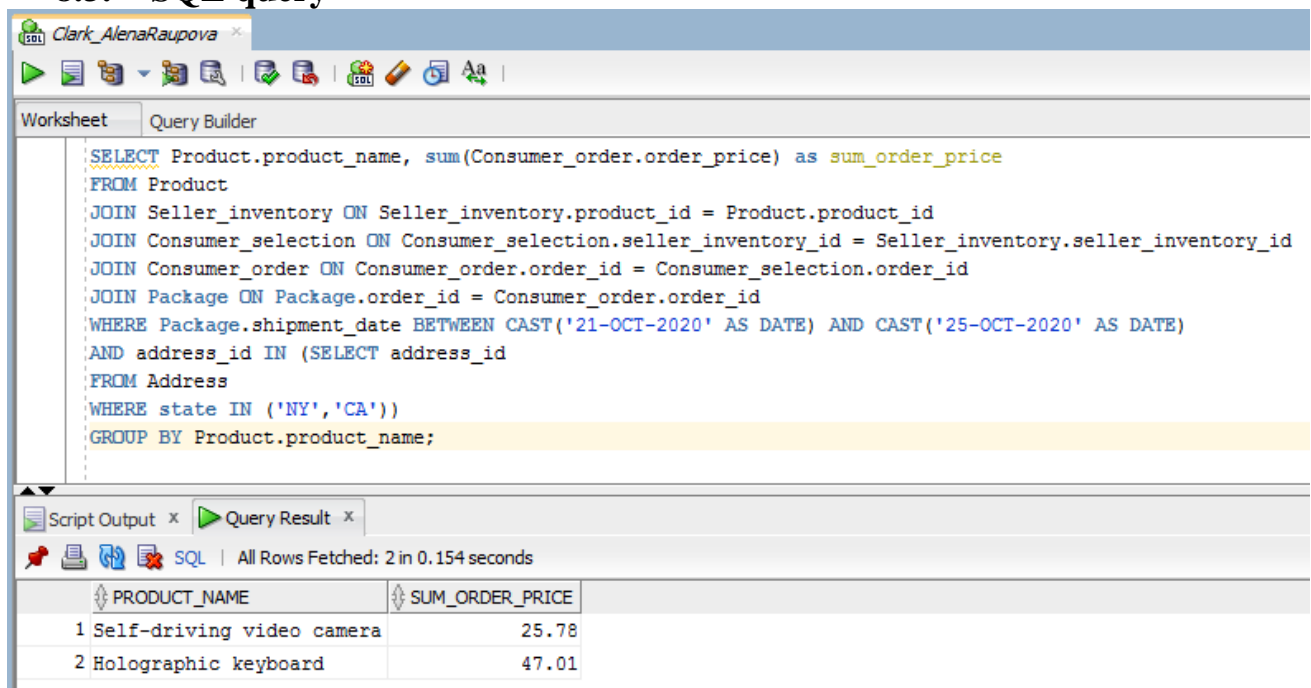 SQL query
Clark_AlenaRaupova
Worksheet Query Builder
SELECT Product.product_name, sum(Consumer_order.order_price) as sum_order_price
FROM Product
JOIN Seller_inventory ON Seller_inventory.product_id = Product.product_id
JOIN Consumer_selection ON Consumer_selection.seller_inventory_id = Seller_inventory.seller_inventory_id
JOIN Consumer_order ON Consumer_order.order_id = Consumer_selection.order_id
JOIN Package ON Package.order_id = Consumer_order.order_id
WHERE Package.shipment_date BETWEEN CAST('21-OCT-2020' AS DATE) AND CAST('25-OCT-2020' AS DATE)
AND address_id IN (SELECT address_id
FROM Address
WHERE state IN ('NY','CA'))
GROUP BY Product.product_name;
Script Output x Query Result x
SQL | All Rows Fetched: 2 in 0.154 seconds
PRODUCT_NAME SUM_ORDER_PRICE
1 Self-driving video camera 25.78
2 Holographic keyboard 47.01